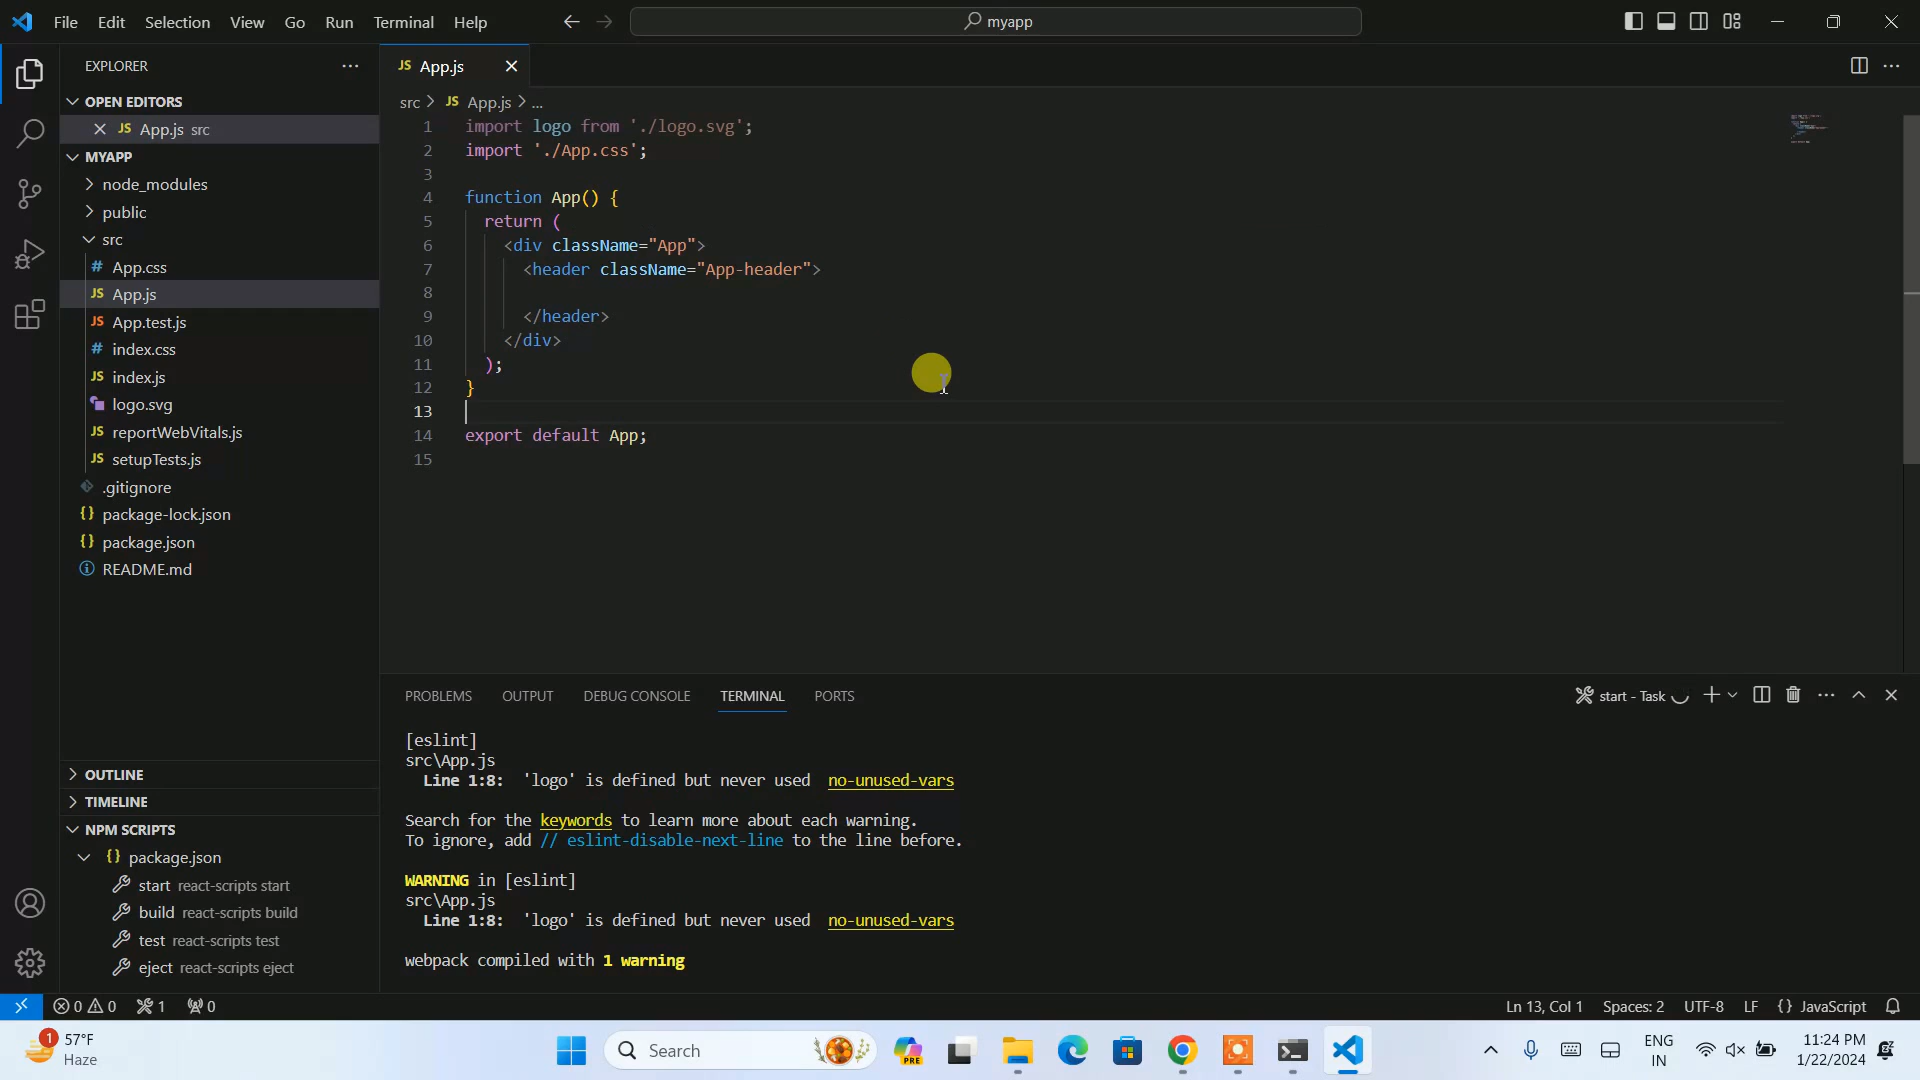 File Edit Selection View Go Run Terminal Help
myapp
EXPLORER
OPEN EDITORS
JS App.js src
MYAPP
node_modules
public
src
# App.css
JS App.js
JS App.test.js
# index.css
JS index.js
logo.svg
JS reportWebVitals.js
JS setupTests.js
.gitignore
{} package-lock.json
{} package.json
README.md
OUTLINE
TIMELINE
NPM SCRIPTS
{} package.json
start react-scripts start
build react-scripts build
test react-scripts test
eject react-scripts eject
JS App.js
src > JS App.js > ...
1 import logo from './logo.svg';
2 import './App.css';
3
4 function App() {
5 return (
6 <div className="App">
7 <header className="App-header">
8
9 </header>
10 </div>
11 );
12 }
13
14 export default App;
15
PROBLEMS OUTPUT DEBUG CONSOLE TERMINAL PORTS
start - Task
[eslint]
src\App.js
Line 1:8: 'logo' is defined but never used no-unused-vars
Search for the keywords to learn more about each warning.
To ignore, add // eslint-disable-next-line to the line before.
WARNING in [eslint]
src\App.js
Line 1:8: 'logo' is defined but never used no-unused-vars
webpack compiled with 1 warning
0 0 1 0
Ln 13, Col 1 Spaces: 2 UTF-8 LF {} JavaScript
1
57°F
Haze
Search
PRE
ENG
IN
11:24 PM
1/22/2024